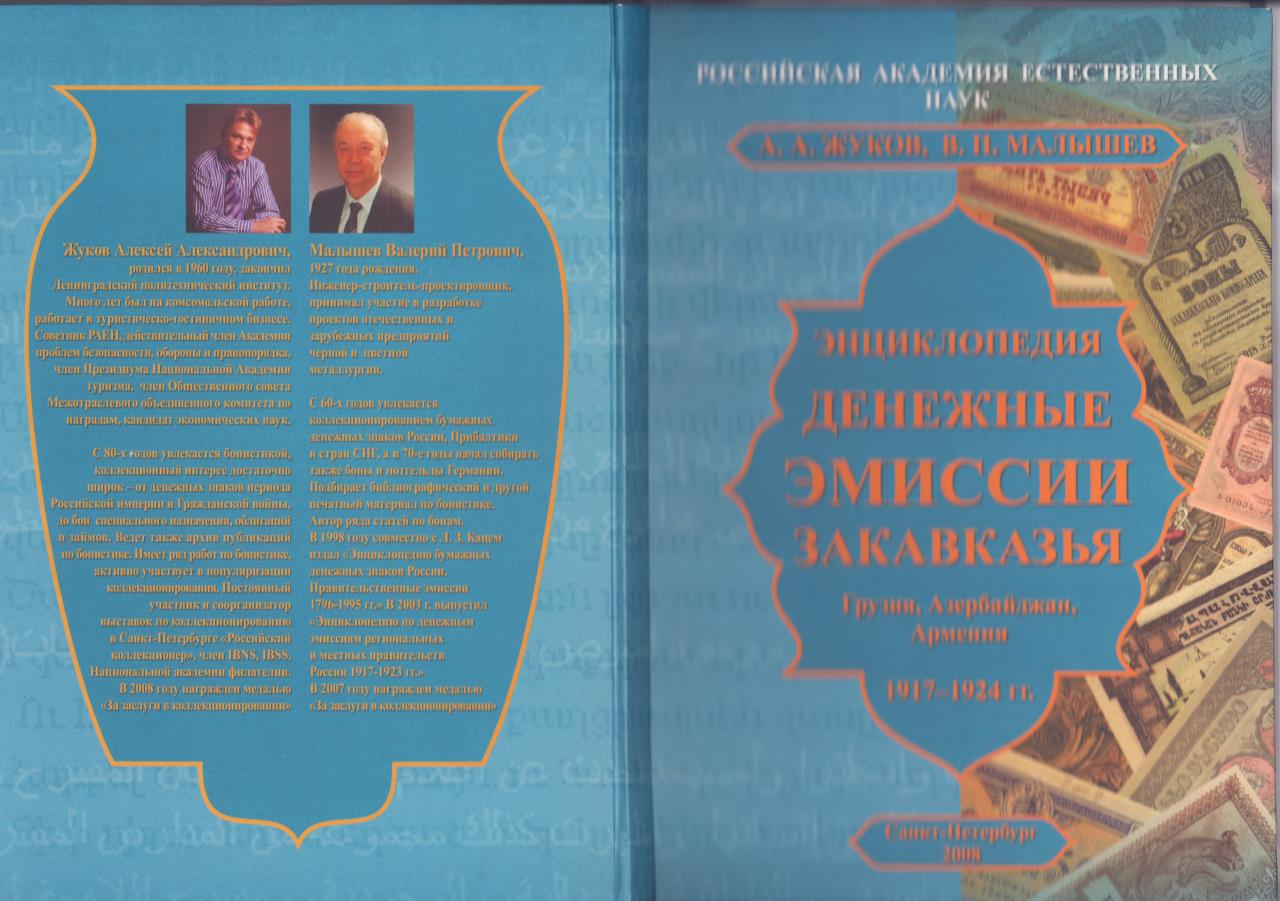 Жуков Алексей Александрович,
родился в 1960 году, закончил
Ленинградский политехнический институт.
Много лет был на комсомольской работе,
работает в туристическо-гостиничном бизнесе.
Советник РАЕН, действительный член Академии
проблем безопасности, обороны и правопорядка,
член Президиума Национальной Академии
туризма, член Общественного совета
Межотраслевого объединенного комитета по
наградам, кандидат экономических наук.
С 80-х годов увлекается бонистикой,
коллекционный интерес достаточно
широк – от денежных знаков периода
Российской империи и Гражданской войны,
до бон специального назначения, облигаций
и займов. Ведет также архив публикаций
по бонистике. Имеет ряд работ по бонистике,
активно участвует в популяризации
коллекционирования. Постоянный
участник и соорганизатор
выставок по коллекционированию
в Санкт-Петербурге «Российский
коллекционер», член IBNS, IBSS,
Национальной академии филателии.
В 2008 году награжден медалью
«За заслуги в коллекционировании»
Малышев Валерий Петрович,
1927 года рождения.
Инженер-строитель-проектировщик,
принимал участие в разработке
проектов отечественных и
зарубежных предприятий
черной и цветной
металлургии.
С 60-х годов увлекается
коллекционированием бумажных
денежных знаков России, Прибалтики
и стран СНГ, а в 70-е годы начал собирать
также боны и нотгельды Германии.
Подбирает библиографический и другой
печатный материал по бонистике.
Автор ряда статей по бонам.
В 1998 году совместно с Л. З. Кацем
издал «Энциклопедию бумажных
денежных знаков России.
Правительственные эмиссии
1796-1995 гг.» В 2003 г. выпустил
«Энциклопедию по денежным
эмиссиям региональных
и местных правительств
России 1917-1923 гг.»
В 2007 году награжден медалью
«За заслуги в коллекционировании»
РОССИЙСКАЯ АКАДЕМИЯ ЕСТЕСТВЕННЫХ
НАУК
А. А. ЖУКОВ, В. П. МАЛЫШЕВ
ЭНЦИКЛОПЕДИЯ
ДЕНЕЖНЫЕ
ЭМИССИИ
ЗАКАВКАЗЬЯ
Грузии, Азербайджан,
Армения
1917–1924 гг.
Санкт-Петербург
2008
ТЫСЯЧ
РУБЛЕЙ
БОНЫ